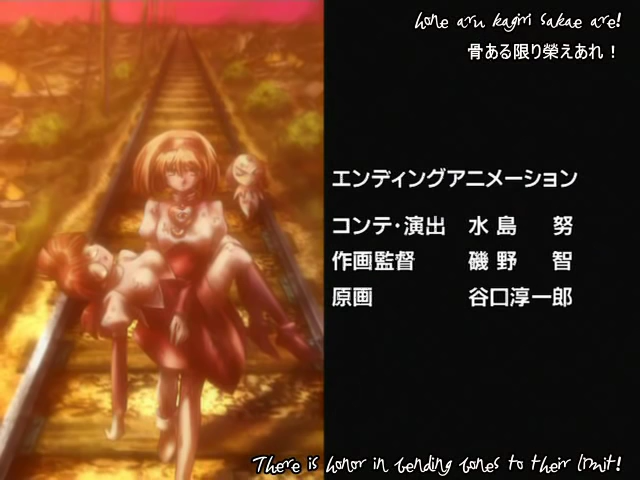 hone aru kagiri sakae are!
骨ある限り榮えあれ！
エンディングアニメーション
コンテ・演出 水島 努
作画監督 磯野 智
原画 谷口淳一郎
There is honor in bending bones to their limit!